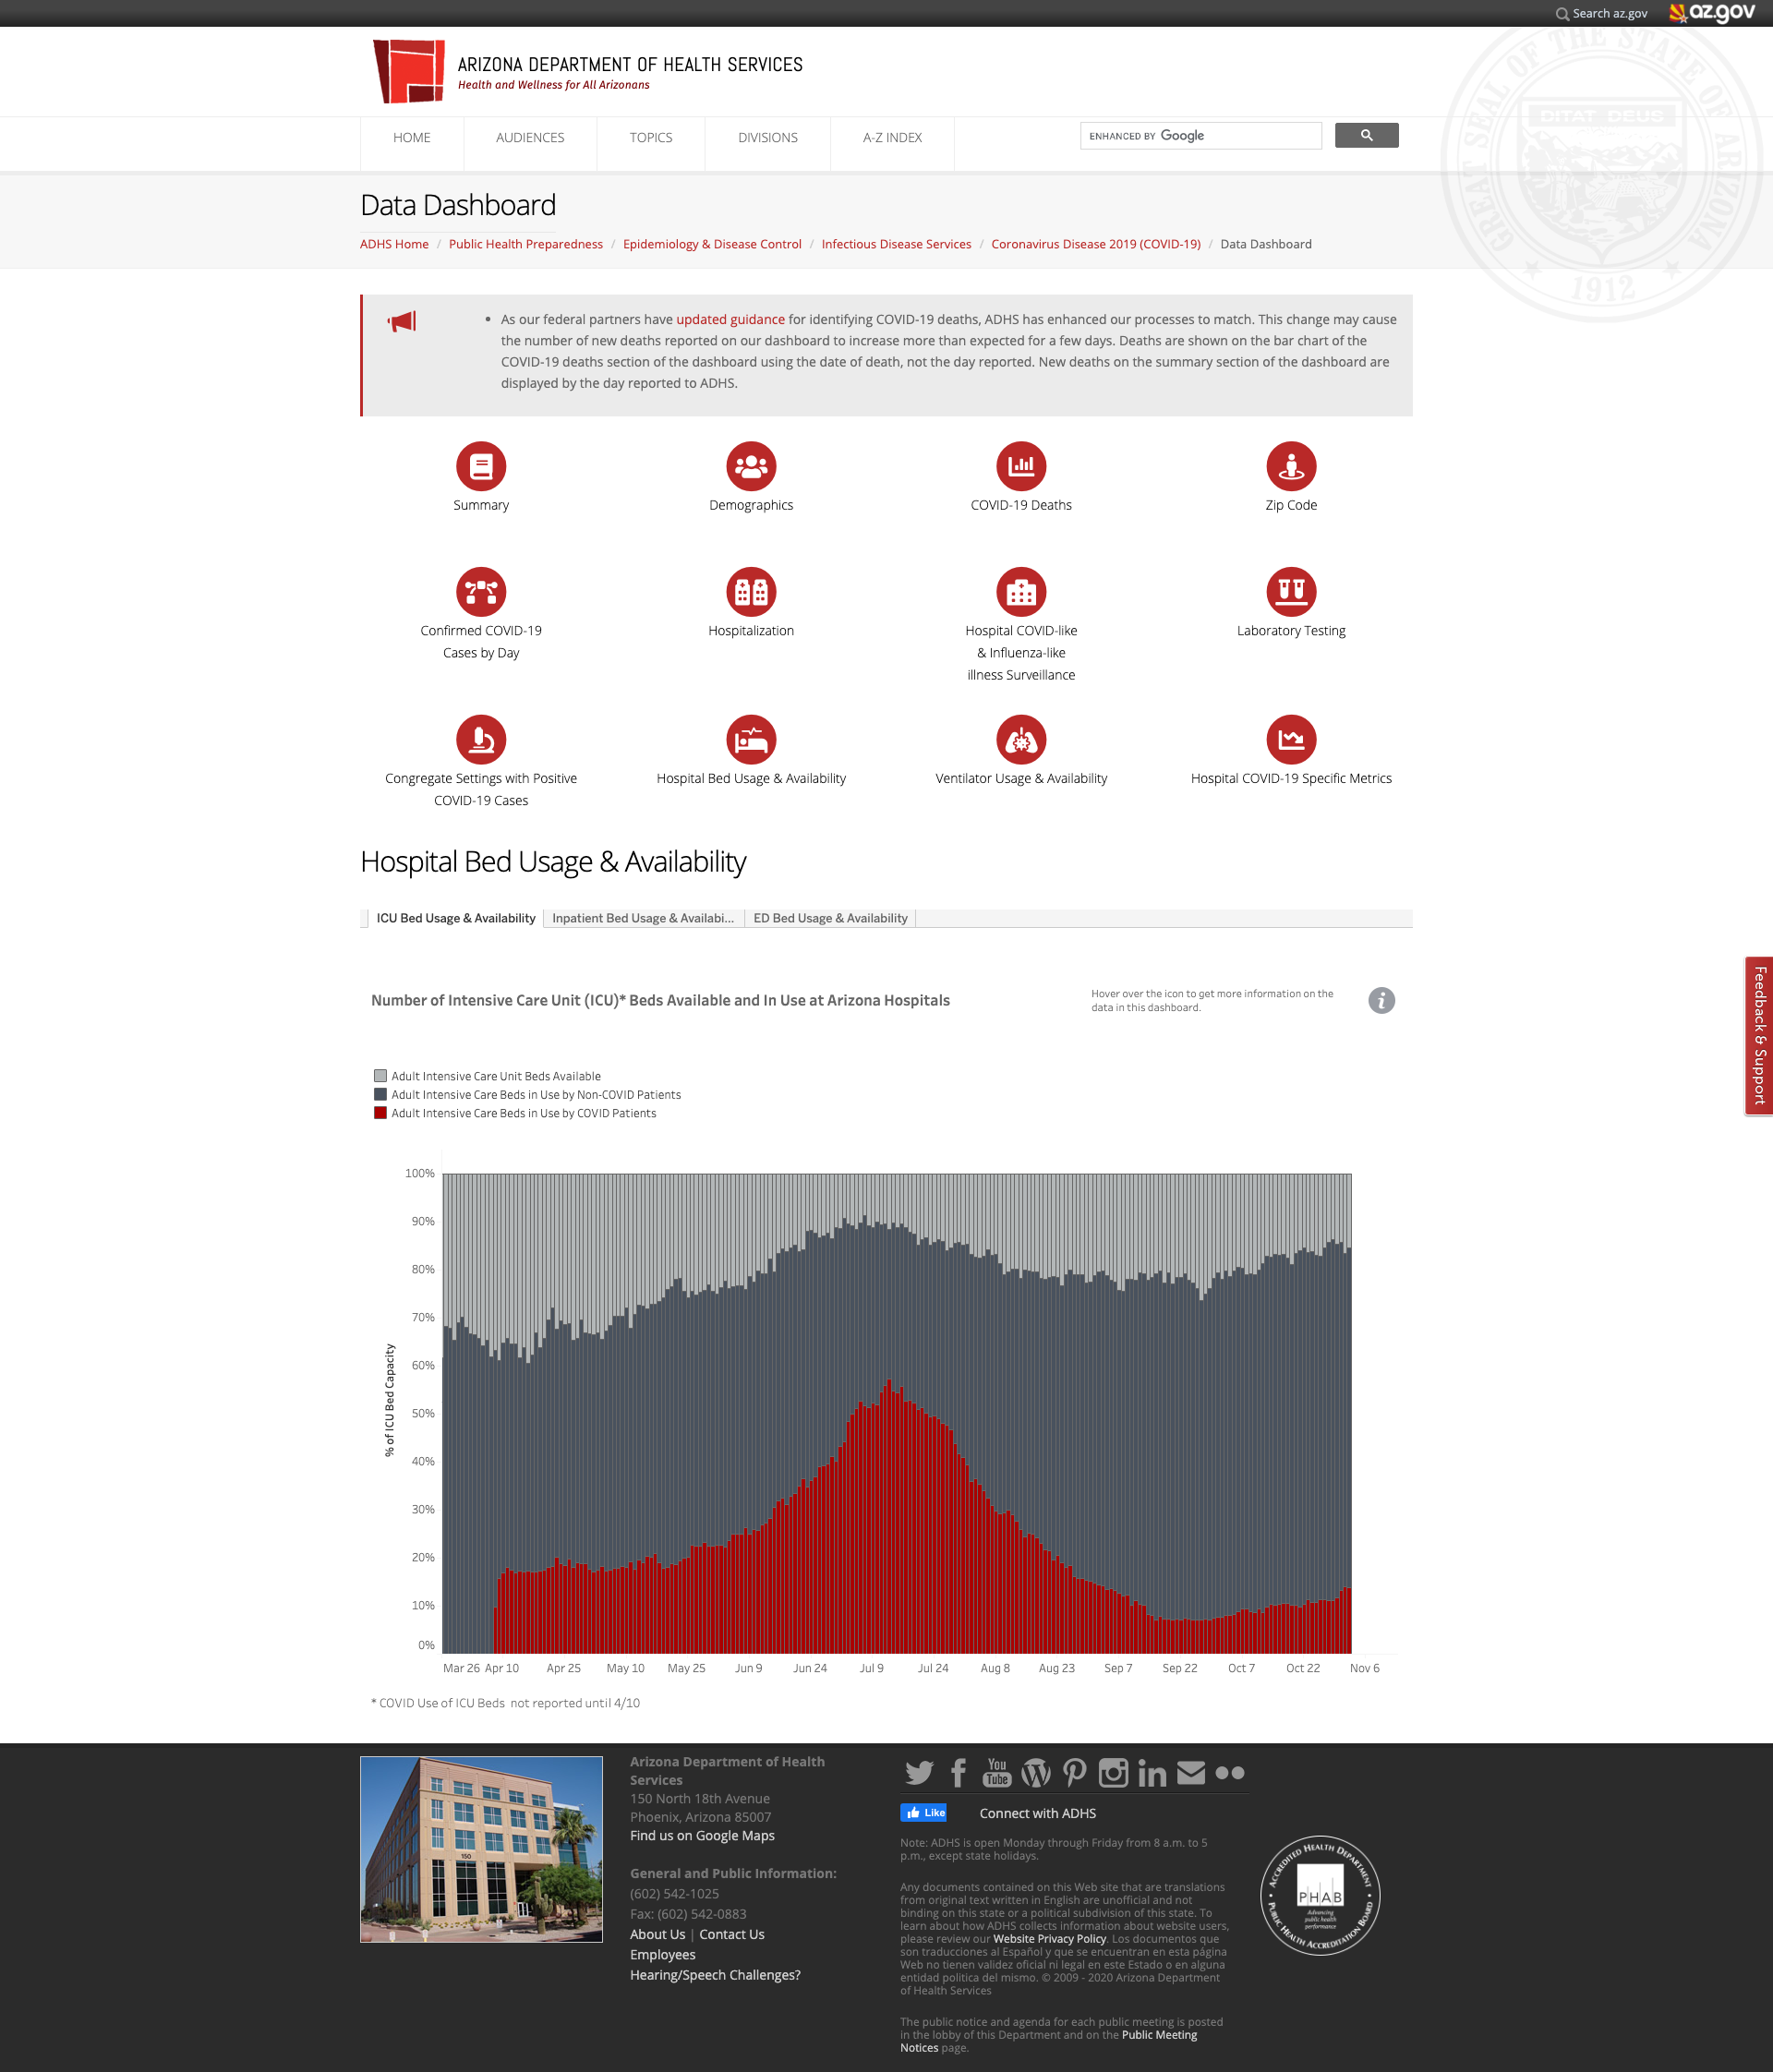 Search az.gov
az.gov
ARIZONA DEPARTMENT OF HEALTH SERVICES
Health and Wellness for All Arizonans
GREAT SEAL OF THE STATE OF ARIZONA
DITAT DEUS
1912
HOME
AUDIENCES
TOPICS
DIVISIONS
A-Z INDEX
ENHANCED BY Google
Data Dashboard
ADHS Home / Public Health Preparedness / Epidemiology & Disease Control / Infectious Disease Services / Coronavirus Disease 2019 (COVID-19) / Data Dashboard
• As our federal partners have updated guidance for identifying COVID-19 deaths, ADHS has enhanced our processes to match. This change may cause
the number of new deaths reported on our dashboard to increase more than expected for a few days. Deaths are shown on the bar chart of the
COVID-19 deaths section of the dashboard using the date of death, not the day reported. New deaths on the summary section of the dashboard are
displayed by the day reported to ADHS.
Summary
Demographics
COVID-19 Deaths
Zip Code
Confirmed COVID-19
Cases by Day
Hospitalization
Hospital COVID-like
& Influenza-like
illness Surveillance
Laboratory Testing
Congregate Settings with Positive
COVID-19 Cases
Hospital Bed Usage & Availability
Ventilator Usage & Availability
Hospital COVID-19 Specific Metrics
Hospital Bed Usage & Availability
ICU Bed Usage & Availability
Inpatient Bed Usage & Availabi...
ED Bed Usage & Availability
Feedback & Support
Number of Intensive Care Unit (ICU)* Beds Available and In Use at Arizona Hospitals
Hover over the icon to get more information on the
data in this dashboard.
i
Adult Intensive Care Unit Beds Available
Adult Intensive Care Beds in Use by Non-COVID Patients
Adult Intensive Care Beds in Use by COVID Patients
% of ICU Bed Capacity
100%
90%
80%
70%
60%
50%
40%
30%
20%
10%
0%
Mar 26 Apr 10 Apr 25 May 10 May 25 Jun 9 Jun 24 Jul 9 Jul 24 Aug 8 Aug 23 Sep 7 Sep 22 Oct 7 Oct 22 Nov 6
* COVID Use of ICU Beds not reported until 4/10
150
Arizona Department of Health
Services
150 North 18th Avenue
Phoenix, Arizona 85007
Find us on Google Maps
General and Public Information:
(602) 542-1025
Fax: (602) 542-0883
About Us | Contact Us
Employees
Hearing/Speech Challenges?
You
Tube
Like
Connect with ADHS
Note: ADHS is open Monday through Friday from 8 a.m. to 5
p.m., except state holidays.
Any documents contained on this Web site that are translations
from original text written in English are unofficial and not
binding on this state or a political subdivision of this state. To
learn about how ADHS collects information about website users,
please review our Website Privacy Policy. Los documentos que
son traducciones al Español y que se encuentran en esta página
Web no tienen validez oficial ni legal en este Estado o en alguna
entidad politica del mismo. © 2009 - 2020 Arizona Department
of Health Services
The public notice and agenda for each public meeting is posted
in the lobby of this Department and on the Public Meeting
Notices page.
ACCREDITED HEALTH DEPARTMENT
PHAB
Advancing
public health
performance
PUBLIC HEALTH ACCREDITATION BOARD